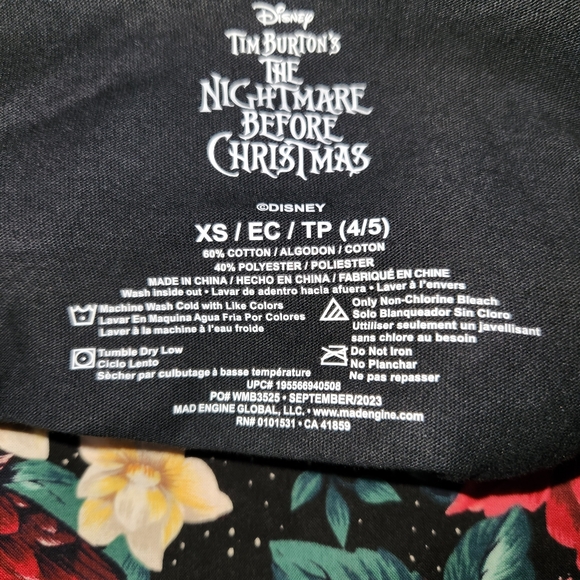 Disney
TIM BURTON'S
THE
NIGHTMARE
BEFORE
CHRISTMAS
©DISNEY
XS / EC / TP (4/5)
60% COTTON / ALGODON / COTON
40% POLYESTER / POLIESTER
MADE IN CHINA / HECHO EN CHINA / FABRIQUÉ EN CHINE
Wash inside out • Lavar de adentro hacia afuera • Laver à l'envers
Machine Wash Cold with Like Colors
Lavar En Maquina Agua Fria Por Colores
Laver à la machine à l'eau froide
Only Non-Chlorine Bleach
Solo Blanqueador Sin Cloro
Utiliser seulement un javellisant
sans chlore au besoin
Tumble Dry Low
Ciclo Lento
Sècher par culbutage à basse température
Do Not Iron
No Planchar
Ne pas repasser
UPC# 195566940508
PO# WMB3525 • SEPTEMBER/2023
MAD ENGINE GLOBAL, LLC. • www.madengine.com
RN# 0101531 • CA 41859